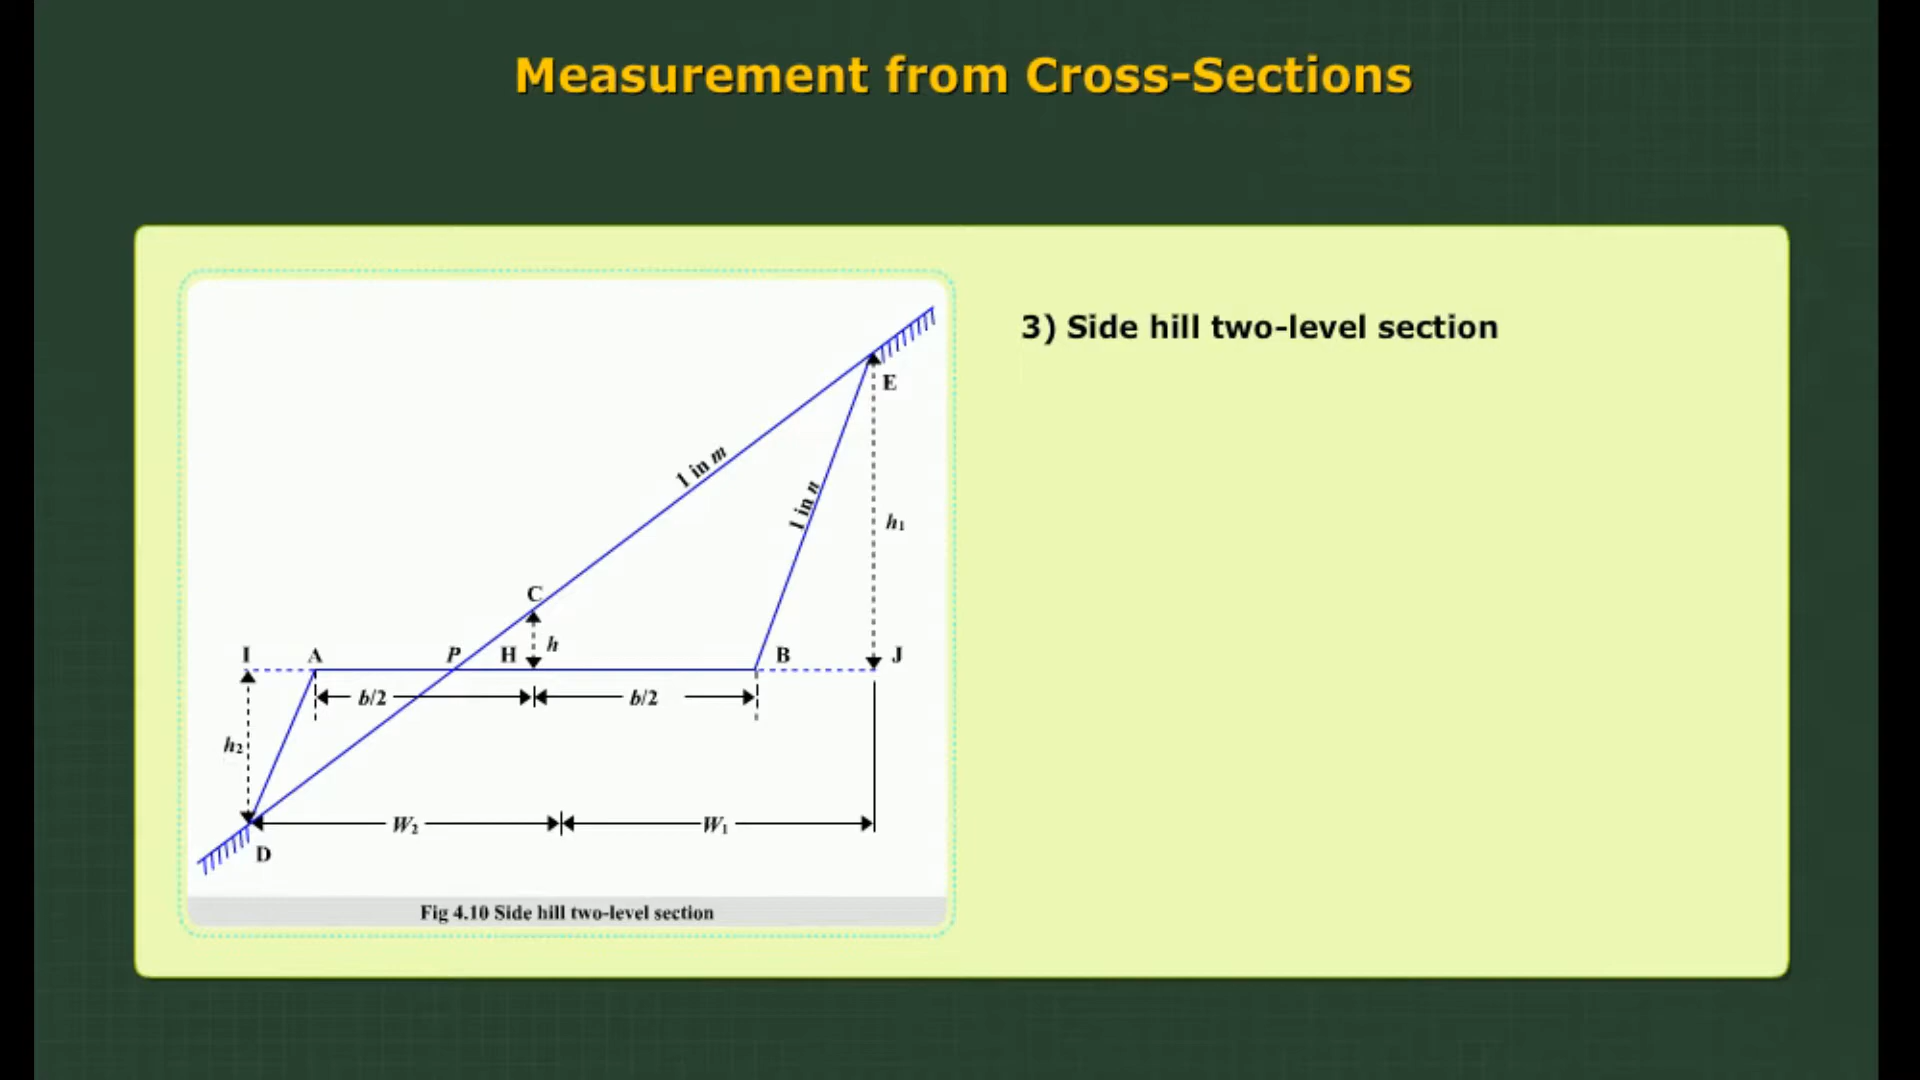 Measurement from Cross-Sections
3) Side hill two-level section
E
1 in m
1 in n
h₁
C
h
I A P H B J
b/2 b/2
h₂
W₂ W₁
D
Fig 4.10 Side hill two-level section